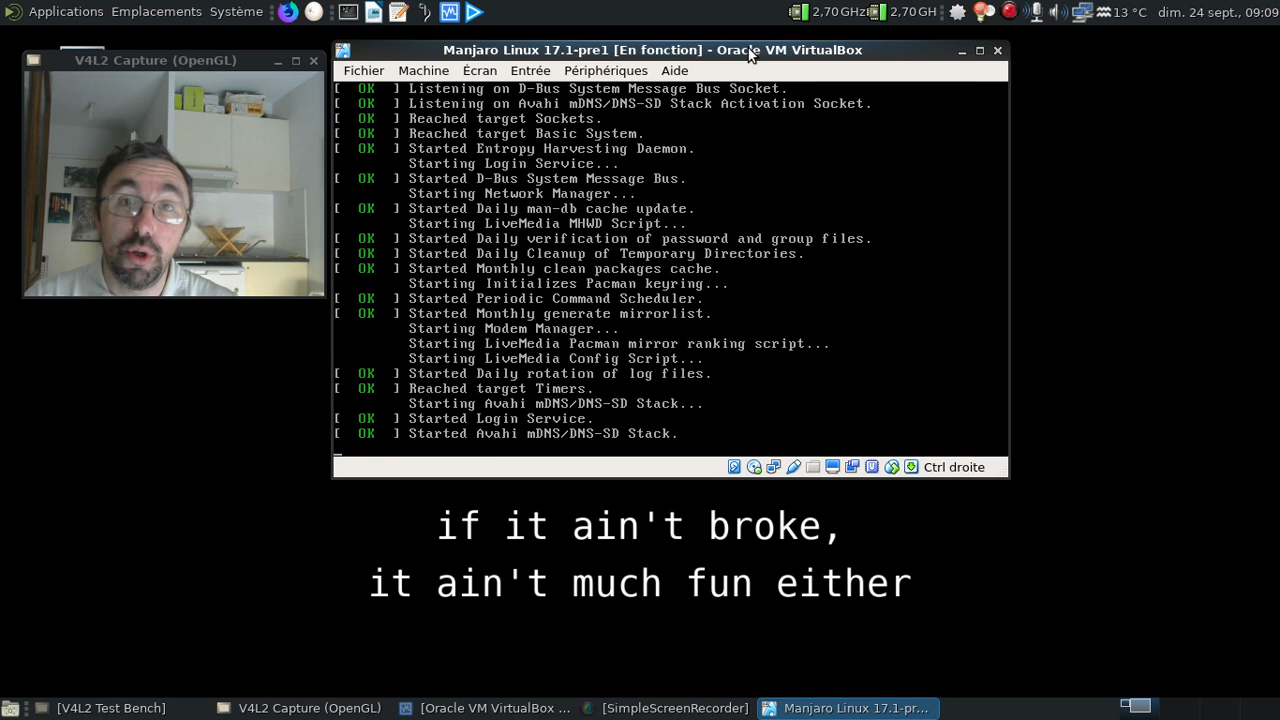 Applications Emplacements Système 2,70 GHz 2,70 GH 13 °C dim. 24 sept., 09:09
V4L2 Capture (OpenGL)
Manjaro Linux 17.1-pre1 [En fonction] - Oracle VM VirtualBox
Fichier Machine Écran Entrée Périphériques Aide
[ OK ] Listening on D-Bus System Message Bus Socket.
[ OK ] Listening on Avahi mDNS/DNS-SD Stack Activation Socket.
[ OK ] Reached target Sockets.
[ OK ] Reached target Basic System.
[ OK ] Started Entropy Harvesting Daemon.
Starting Login Service...
[ OK ] Started D-Bus System Message Bus.
Starting Network Manager...
[ OK ] Started Daily man-db cache update.
Starting LiveMedia MHWD Script...
[ OK ] Started Daily verification of password and group files.
[ OK ] Started Daily Cleanup of Temporary Directories.
[ OK ] Started Monthly clean packages cache.
Starting Initializes Pacman keyring...
[ OK ] Started Periodic Command Scheduler.
[ OK ] Started Monthly generate mirrorlist.
Starting Modem Manager...
Starting LiveMedia Pacman mirror ranking script...
Starting LiveMedia Config Script...
[ OK ] Started Daily rotation of log files.
[ OK ] Reached target Timers.
Starting Avahi mDNS/DNS-SD Stack...
[ OK ] Started Login Service.
[ OK ] Started Avahi mDNS/DNS-SD Stack.
Ctrl droite
if it ain't broke,
it ain't much fun either
[V4L2 Test Bench] V4L2 Capture (OpenGL) [Oracle VM VirtualBox ... [SimpleScreenRecorder] Manjaro Linux 17.1-pr...